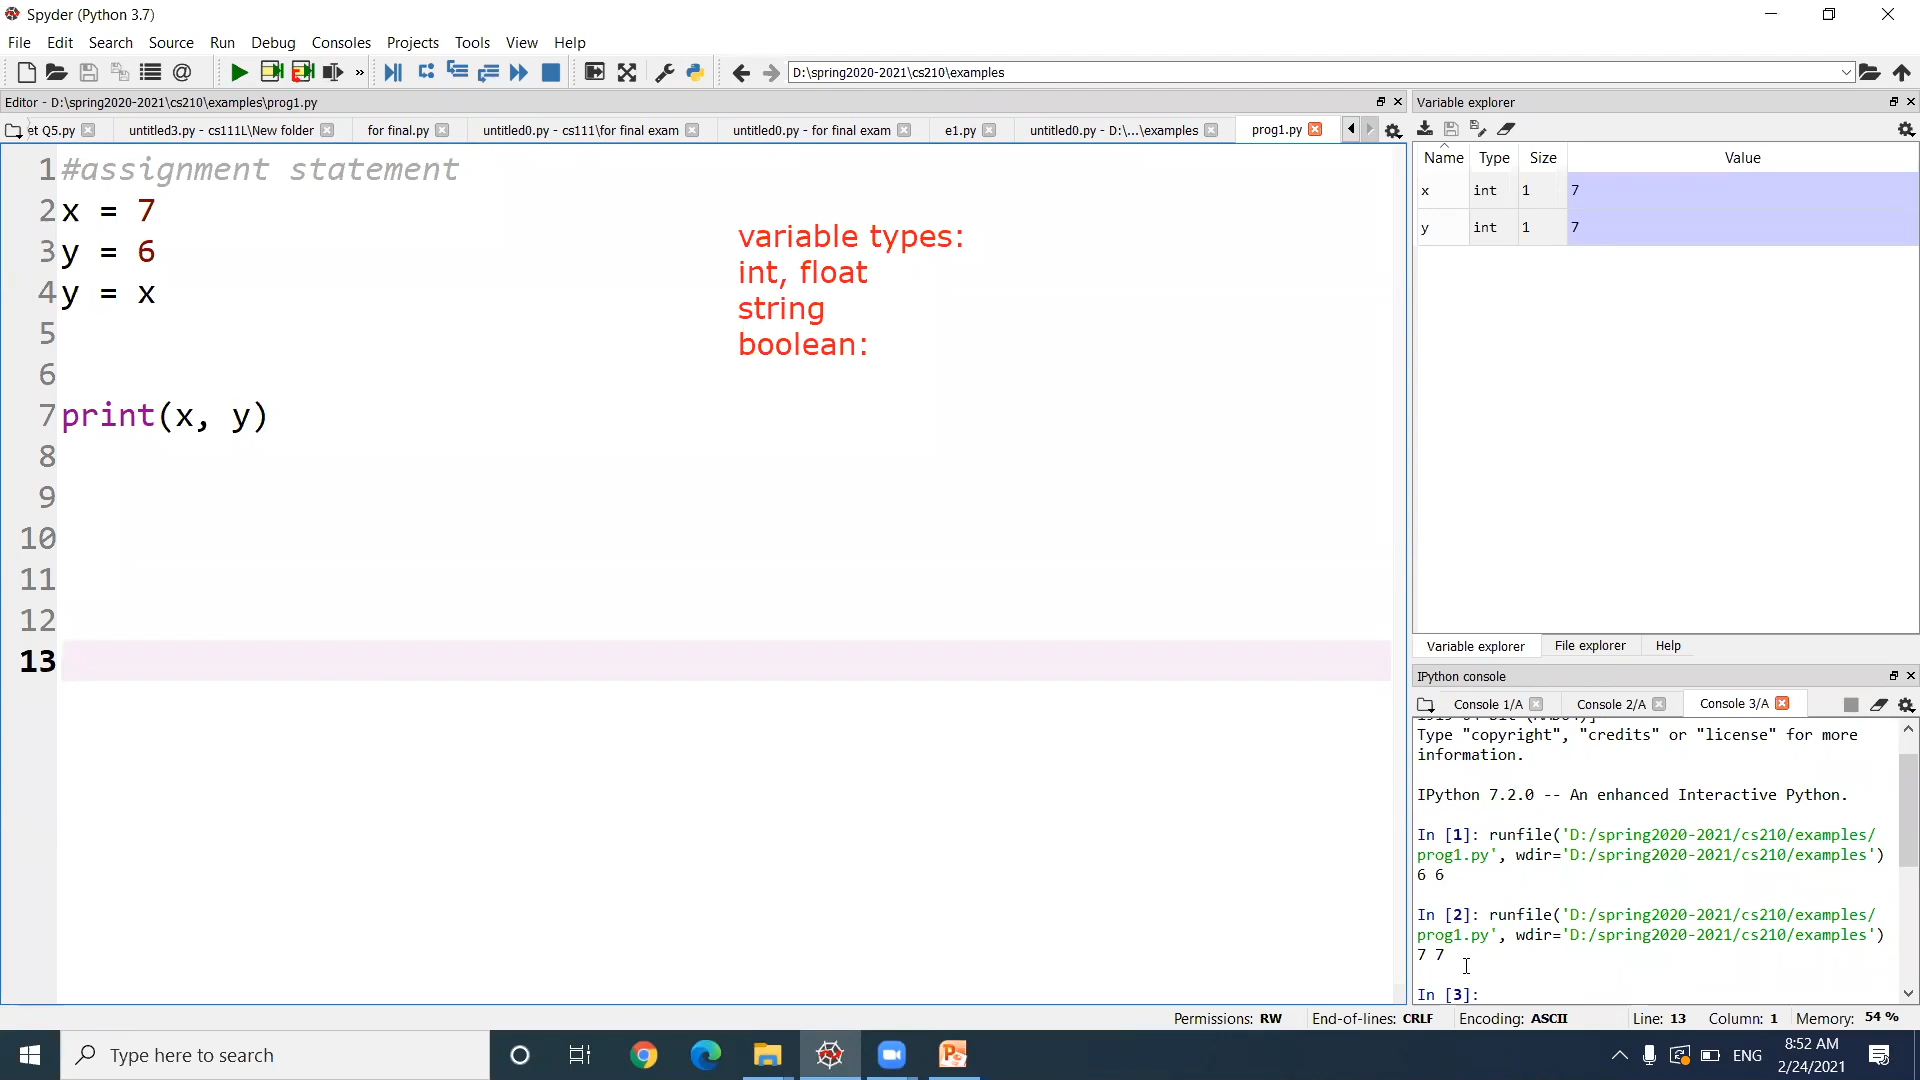 Spyder (Python 3.7)
File Edit Search Source Run Debug Consoles Projects Tools View Help
D:\spring2020-2021\cs210\examples
Editor - D:\spring2020-2021\cs210\examples\prog1.py
et Q5.py untitled3.py - cs111L\New folder for final.py untitled0.py - cs111\for final exam untitled0.py - for final exam e1.py untitled0.py - D:\...\examples prog1.py
1 #assignment statement
2 x = 7
3 y = 6
4 y = x
5
6
7 print(x, y)
8
9
10
11
12
13
variable types:
int, float
string
boolean:
Variable explorer
Name Type Size Value
x int 1 7
y int 1 7
Variable explorer File explorer Help
IPython console
Console 1/A Console 2/A Console 3/A
Type "copyright", "credits" or "license" for more
information.
IPython 7.2.0 -- An enhanced Interactive Python.
In [1]: runfile('D:/spring2020-2021/cs210/examples/
prog1.py', wdir='D:/spring2020-2021/cs210/examples')
6 6
In [2]: runfile('D:/spring2020-2021/cs210/examples/
prog1.py', wdir='D:/spring2020-2021/cs210/examples')
7 7
In [3]:
Permissions: RW End-of-lines: CRLF Encoding: ASCII Line: 13 Column: 1 Memory: 54 %
Type here to search
ENG
8:52 AM
2/24/2021